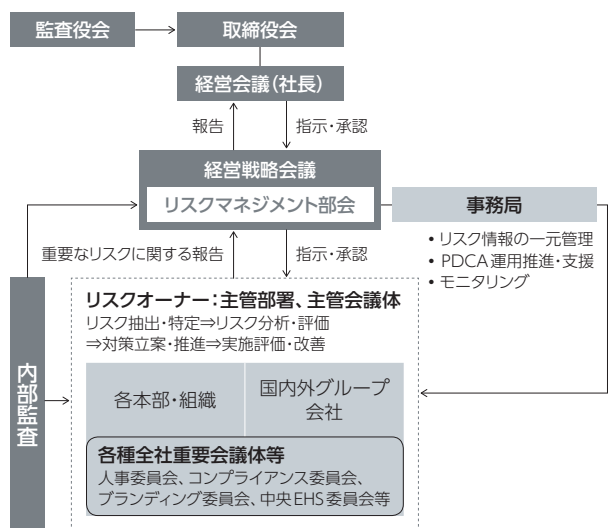 監査役会
取締役会
経営会議(社長)
報告
指示・承認
経営戦略会議
リスクマネジメント部会
事務局
• リスク情報の一元管理
• PDCA運用推進・支援
• モニタリング
重要なリスクに関する報告
指示・承認
リスクオーナー:主管部署、主管会議体
リスク抽出・特定⇒リスク分析・評価
⇒対策立案・推進⇒実施評価・改善
内部監査
各本部・組織
国内外グループ
会社
各種全社重要会議体等
人事委員会、コンプライアンス委員会、
ブランディング委員会、中央EHS委員会等